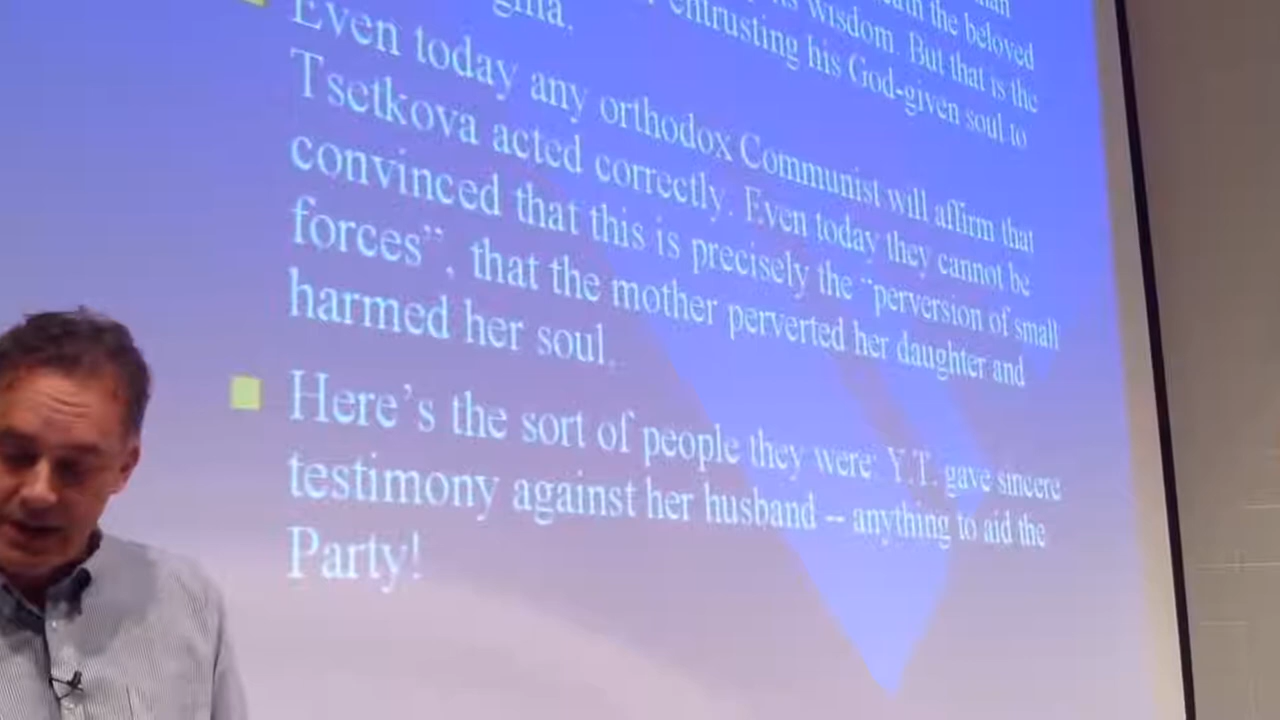 than
the beloved
wisdom. But that is the
entrusting his God-given soul to
Even today any orthodox Communist will affirm that
Tsetkova acted correctly. Even today they cannot be
convinced that this is precisely the "perversion of small
forces", that the mother perverted her daughter and
harmed her soul.
Here's the sort of people they were: Y.T. gave sincere
testimony against her husband – anything to aid the
Party!